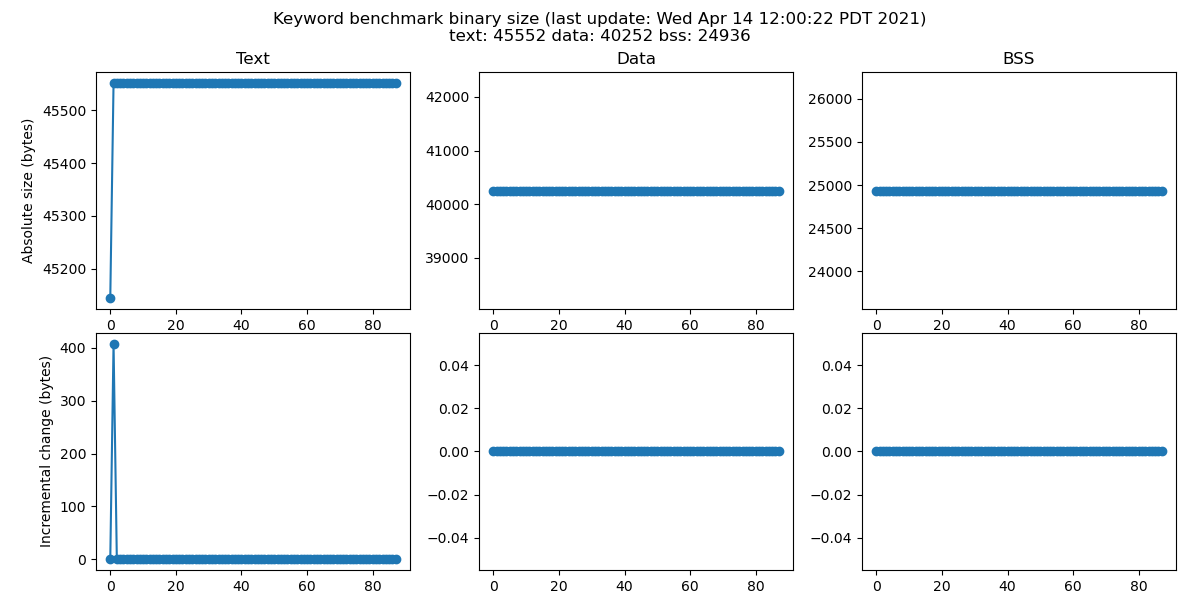 Keyword benchmark binary size (last update: Wed Apr 14 12:00:22 PDT 2021)
text: 45552 data: 40252 bss: 24936
Text
Data
BSS
Absolute size (bytes)
45500
45400
45300
45200
0 20 40 60 80
42000
41000
40000
39000
0 20 40 60 80
26000
25500
25000
24500
24000
0 20 40 60 80
Incremental change (bytes)
400
300
200
100
0
0 20 40 60 80
0.04
0.02
0.00
−0.02
−0.04
0 20 40 60 80
0.04
0.02
0.00
−0.02
−0.04
0 20 40 60 80